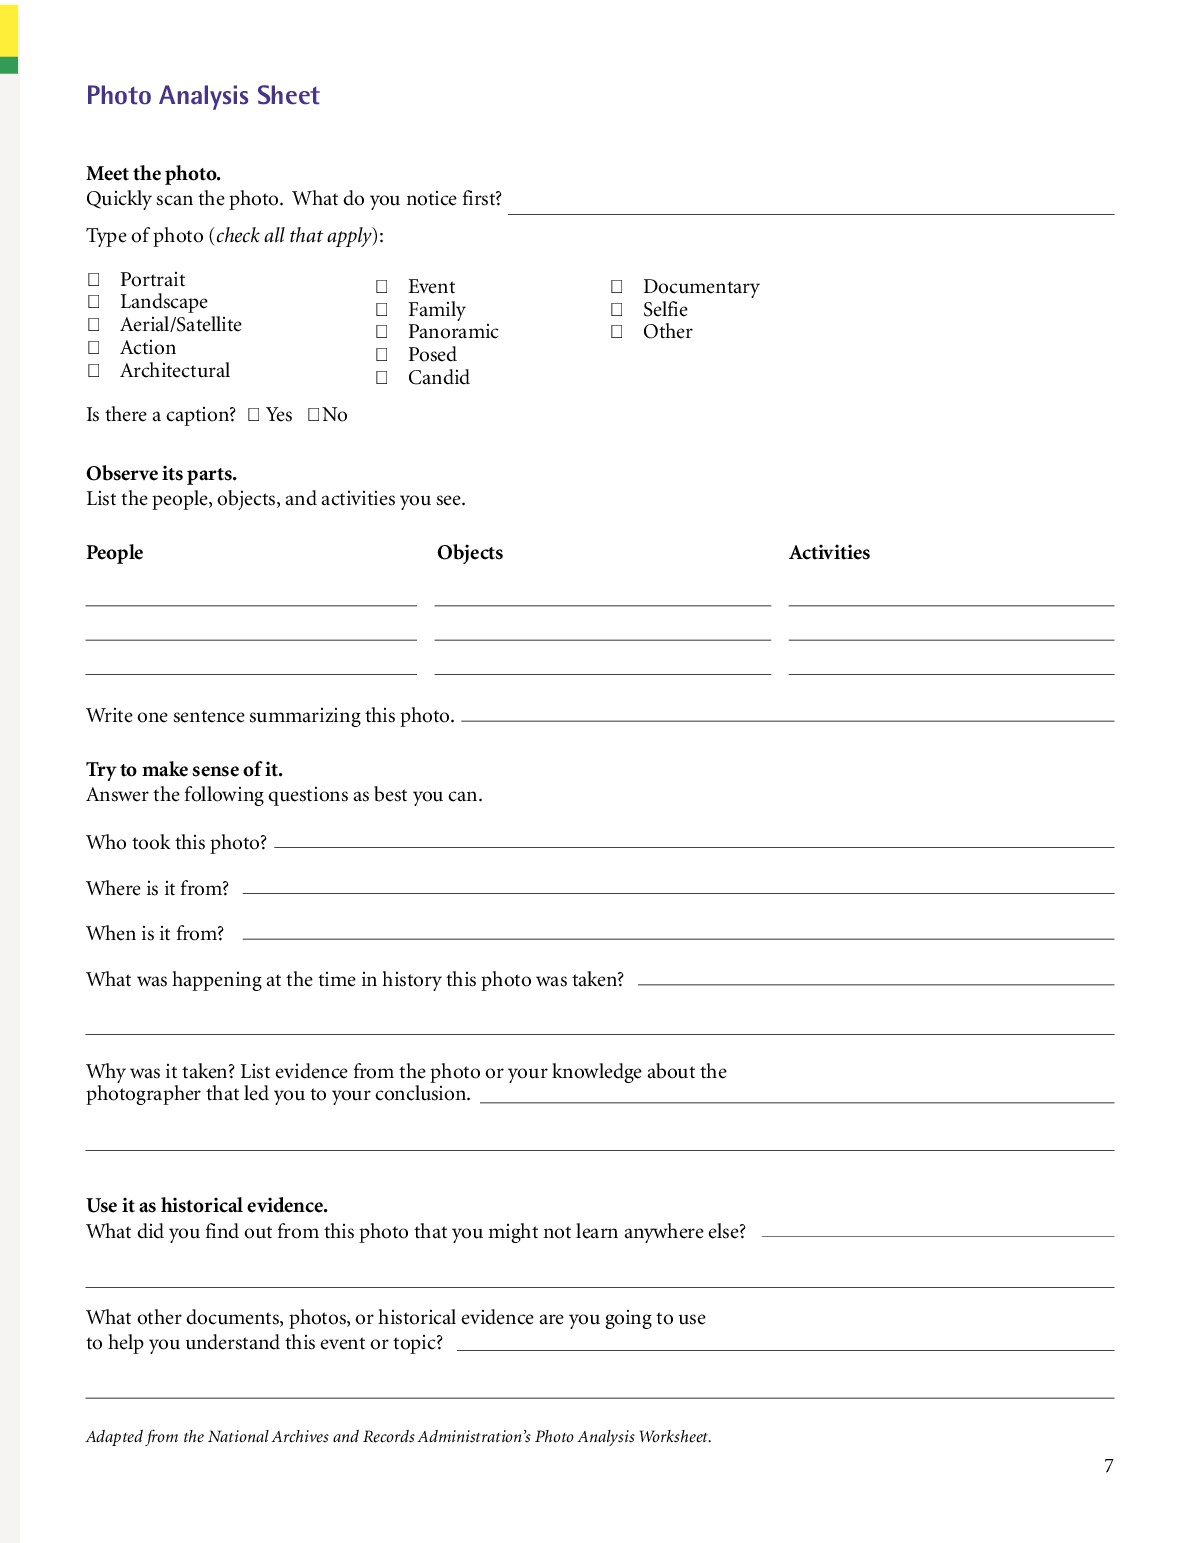 Photo Analysis Sheet
Meet the photo.
Quickly scan the photo.  What do you notice first?
Type of photo (check all that apply):
☐ Portrait
☐ Landscape
☐ Aerial/Satellite
☐ Action
☐ Architectural
☐ Event
☐ Family
☐ Panoramic
☐ Posed
☐ Candid
☐ Documentary
☐ Selfie
☐ Other
Is there a caption? ☐ Yes ☐No
Observe its parts.
List the people, objects, and activities you see.
People Objects Activities
Write one sentence summarizing this photo.
Try to make sense of it.
Answer the following questions as best you can.
Who took this photo?
Where is it from?
When is it from?
What was happening at the time in history this photo was taken?
Why was it taken? List evidence from the photo or your knowledge about the
photographer that led you to your conclusion.
Use it as historical evidence.
What did you find out from this photo that you might not learn anywhere else?
What other documents, photos, or historical evidence are you going to use
to help you understand this event or topic?
Adapted from the National Archives and Records Administration’s Photo Analysis Worksheet.
7